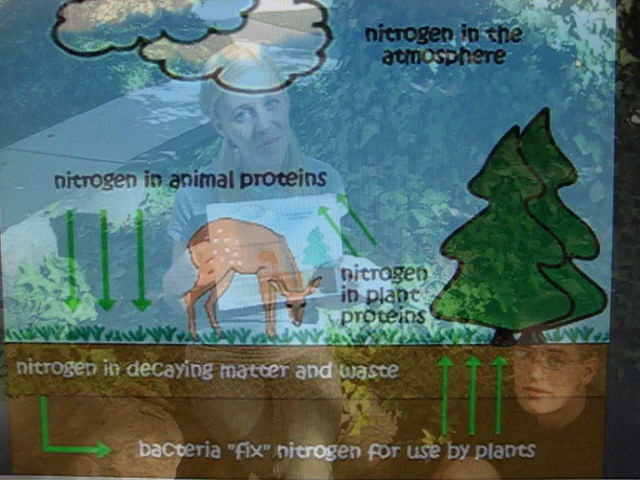 nitrogen in the
atmosphere
nitrogen in animal proteins
nitrogen
in plant
proteins
nitrogen in decaying matter and waste
bacteria "fix" nitrogen for use by plants